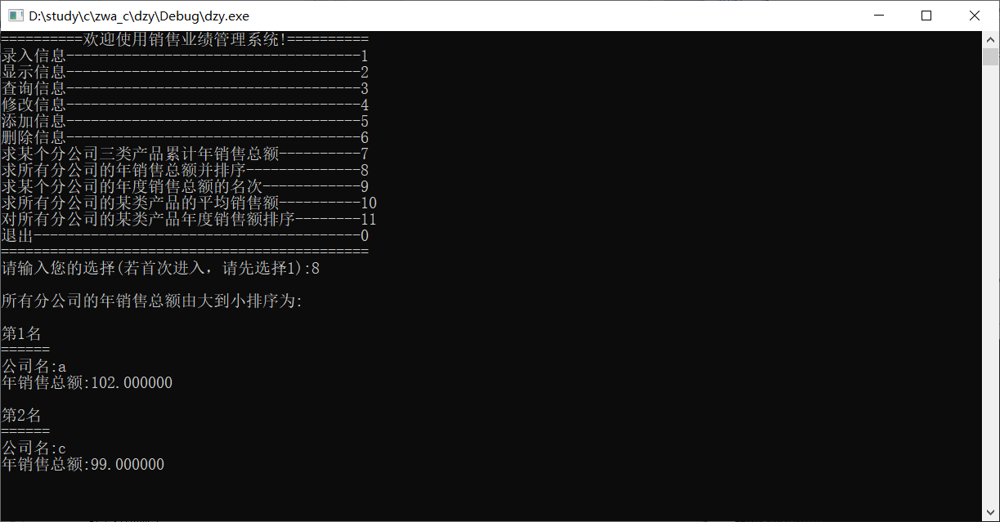 D:\study\c\zwa_c\dzy\Debug\dzy.exe
==========欢迎使用销售业绩管理系统!==========
录入信息------------------------------------1
显示信息------------------------------------2
查询信息------------------------------------3
修改信息------------------------------------4
添加信息------------------------------------5
删除信息------------------------------------6
求某个分公司三类产品累计年销售总额----------7
求所有分公司的年销售总额并排序--------------8
求某个分公司的年度销售总额的名次------------9
求所有分公司的某类产品的平均销售额----------10
对所有分公司的某类产品年度销售额排序--------11
退出----------------------------------------0
=============================================
请输入您的选择(若首次进入，请先选择1):8
所有分公司的年销售总额由大到小排序为:
第1名
======
公司名:a
年销售总额:102.000000
第2名
======
公司名:c
年销售总额:99.000000